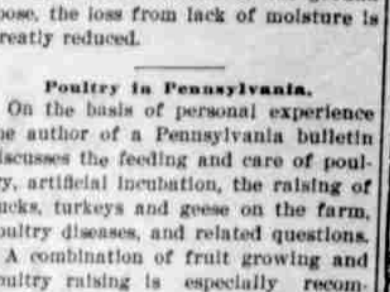 pose, the loss from lack of moisture is
reatly reduced.
Poultry in Pennsylvania.
On the basis of personal experience
he author of a Pennsylvania bulletin
iscusses the feeding and care of poul-
ry, artificial incubation, the raising of
ucks, turkeys and geese on the farm,
oultry diseases, and related questions.
A combination of fruit growing and
oultry raising is especially recom-